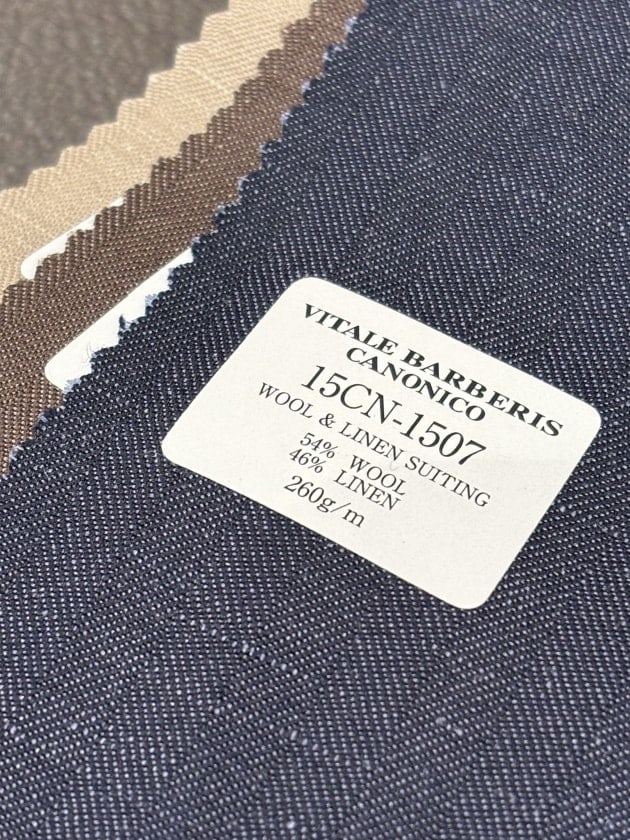 VITALE BARBERIS
CANONICO
15CN-1507
WOOL & LINEN SUITING
54% WOOL
46% LINEN
260g/m